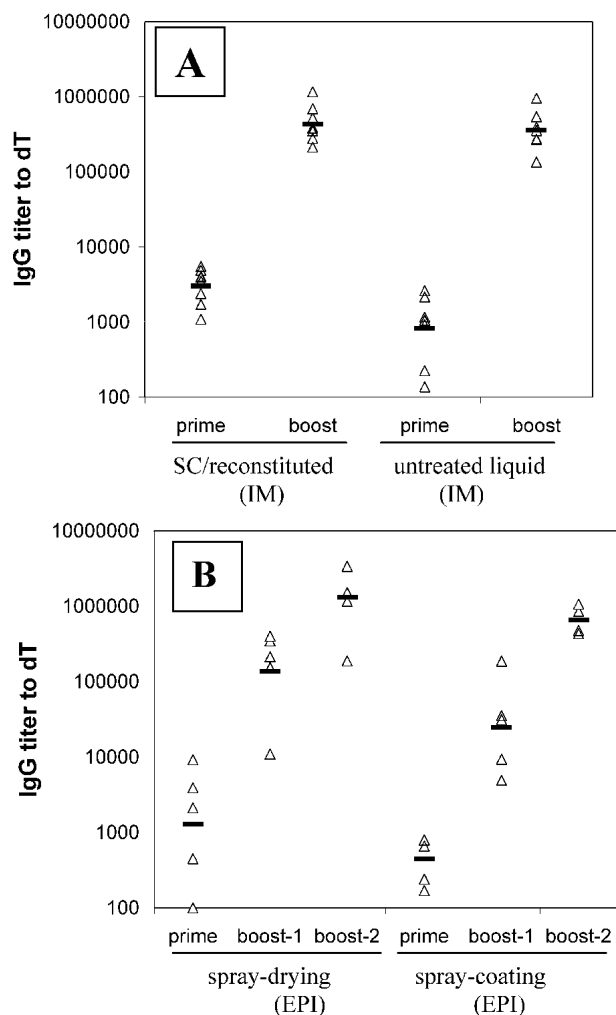 10000000
A
1000000
100000
10000
1000
100
IgG titer to dT
prime boost prime boost
SC/reconstituted untreated liquid
(IM) (IM)
10000000
B
1000000
100000
10000
1000
100
IgG titer to dT
prime boost-1 boost-2 prime boost-1 boost-2
spray-drying spray-coating
(EPI) (EPI)